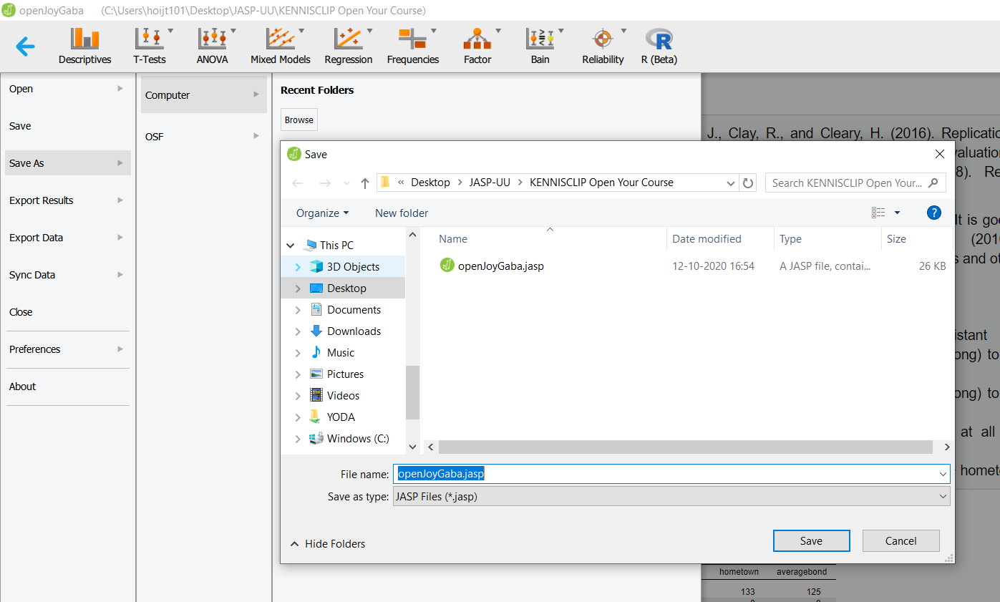 openJoyGaba (C:\Users\hoijt101\Desktop\JASP-UU\KENNISCLIP Open Your Course)
Descriptives T-Tests ANOVA Mixed Models Regression Frequencies Factor Bain Reliability R (Beta)
Open
Save
Save As
Export Results
Export Data
Sync Data
Close
Preferences
About
Computer
OSF
Recent Folders
Browse
J., Clay, R., and Cleary, H. (2016). Replicatio
valuation
8). Re
It is goo
(2016
s and ot
istant
ong) to
ong) to
at all
homet
Save
« Desktop > JASP-UU > KENNISCLIP Open Your Course
Search KENNISCLIP Open Your...
Organize New folder
?
This PC
3D Objects
Desktop
Documents
Downloads
Music
Pictures
Videos
YODA
Windows (C:)
Name Date modified Type Size
openJoyGaba.jasp 12-10-2020 16:54 A JASP file, contai... 26 KB
File name: openJoyGaba.jasp
Save as type: JASP Files (*.jasp)
Hide Folders
Save Cancel
hometown averagebond
133 125